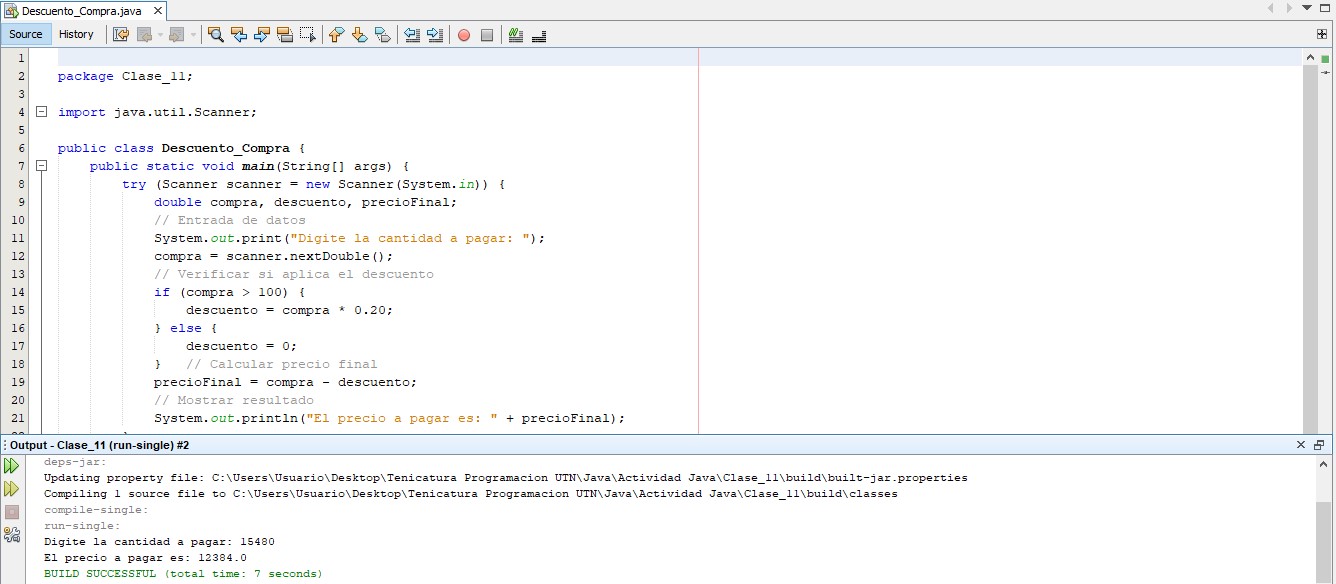 Descuento_Compra.java
Source History
1
2 package Clase_11;
3
4 import java.util.Scanner;
5
6 public class Descuento_Compra {
7 public static void main(String[] args) {
8 try (Scanner scanner = new Scanner(System.in)) {
9 double compra, descuento, precioFinal;
10 // Entrada de datos
11 System.out.print("Digite la cantidad a pagar: ");
12 compra = scanner.nextDouble();
13 // Verificar si aplica el descuento
14 if (compra > 100) {
15 descuento = compra * 0.20;
16 } else {
17 descuento = 0;
18 } // Calcular precio final
19 precioFinal = compra - descuento;
20 // Mostrar resultado
21 System.out.println("El precio a pagar es: " + precioFinal);
Output - Clase_11 (run-single) #2
deps-jar:
Updating property file: C:\Users\Usuario\Desktop\Tenicatura Programacion UTN\Java\Actividad Java\Clase_11\build\built-jar.properties
Compiling 1 source file to C:\Users\Usuario\Desktop\Tenicatura Programacion UTN\Java\Actividad Java\Clase_11\build\classes
compile-single:
run-single:
Digite la cantidad a pagar: 15480
El precio a pagar es: 12384.0
BUILD SUCCESSFUL (total time: 7 seconds)